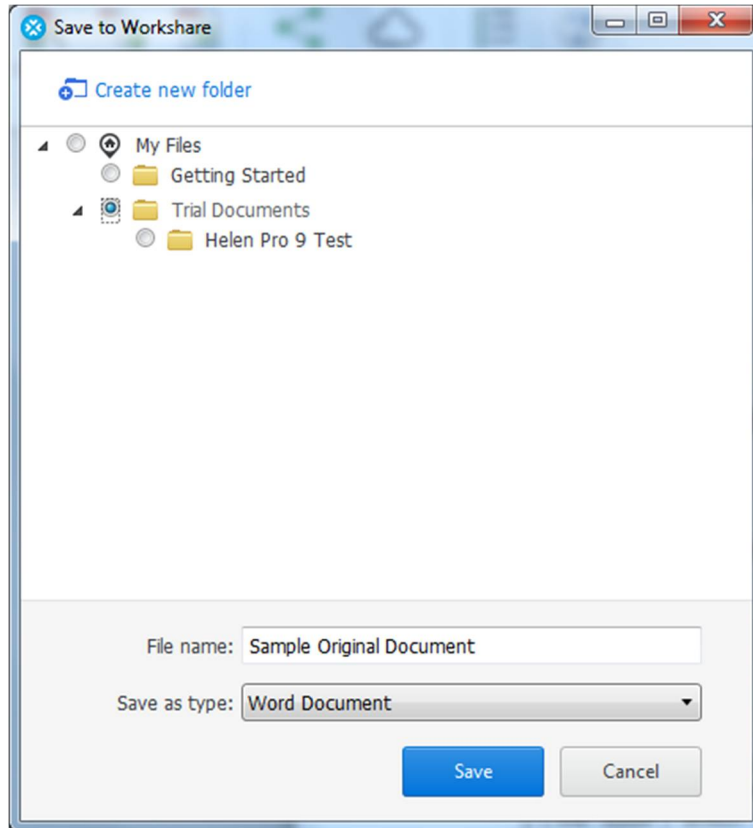 Save to Workshare
Create new folder
My Files
Getting Started
Trial Documents
Helen Pro 9 Test
File name: Sample Original Document
Save as type: Word Document
Save Cancel